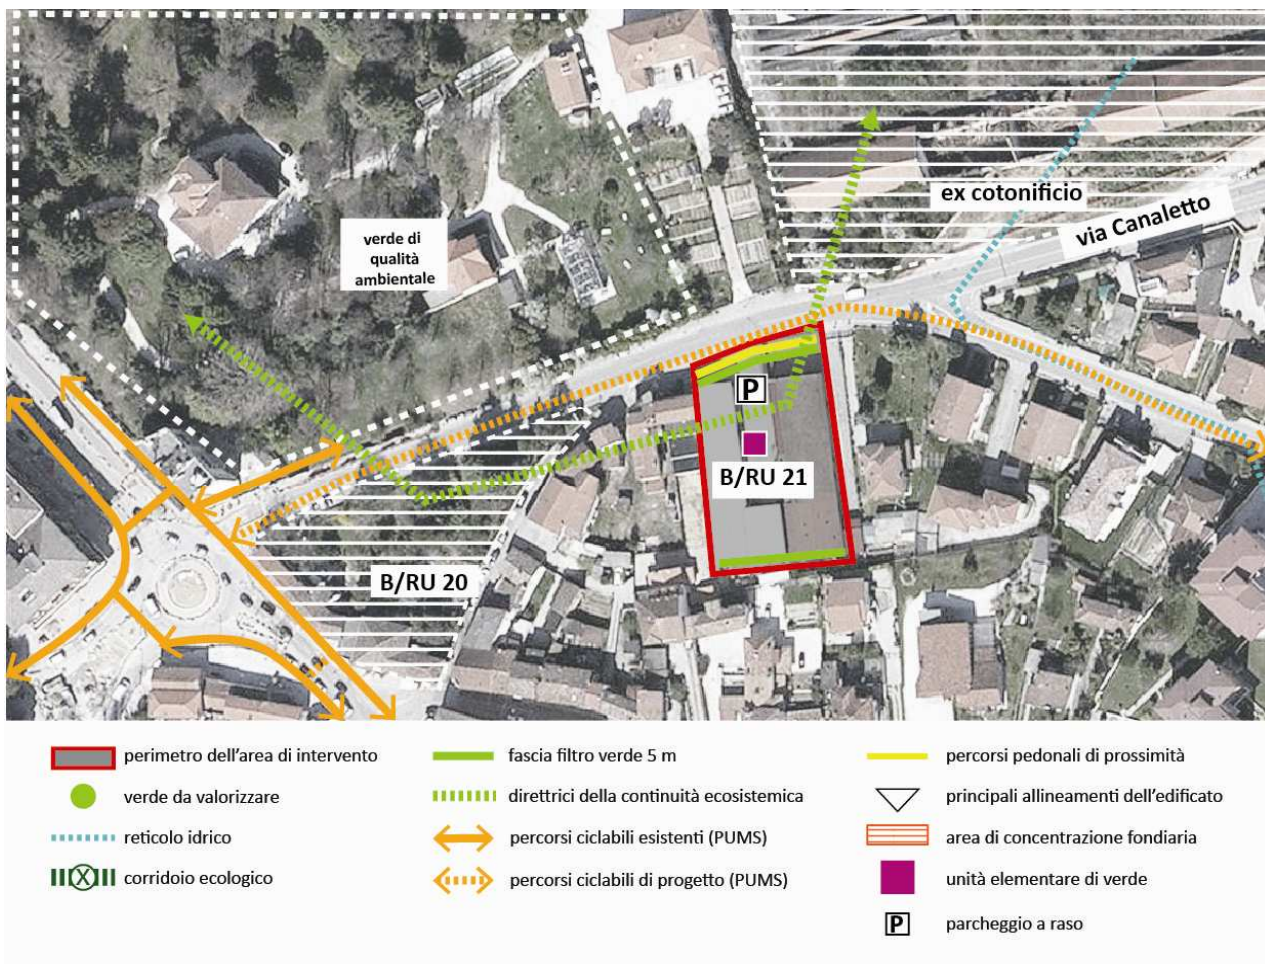 ex cotonificio
via Canaletto
verde di
qualità
ambientale
P
B/RU 21
B/RU 20
perimetro dell'area di intervento
verde da valorizzare
reticolo idrico
X corridoio ecologico
fascia filtro verde 5 m
direttrici della continuità ecosistemica
percorsi ciclabili esistenti (PUMS)
percorsi ciclabili di progetto (PUMS)
percorsi pedonali di prossimità
principali allineamenti dell'edificato
area di concentrazione fondiaria
unità elementare di verde
P parcheggio a raso